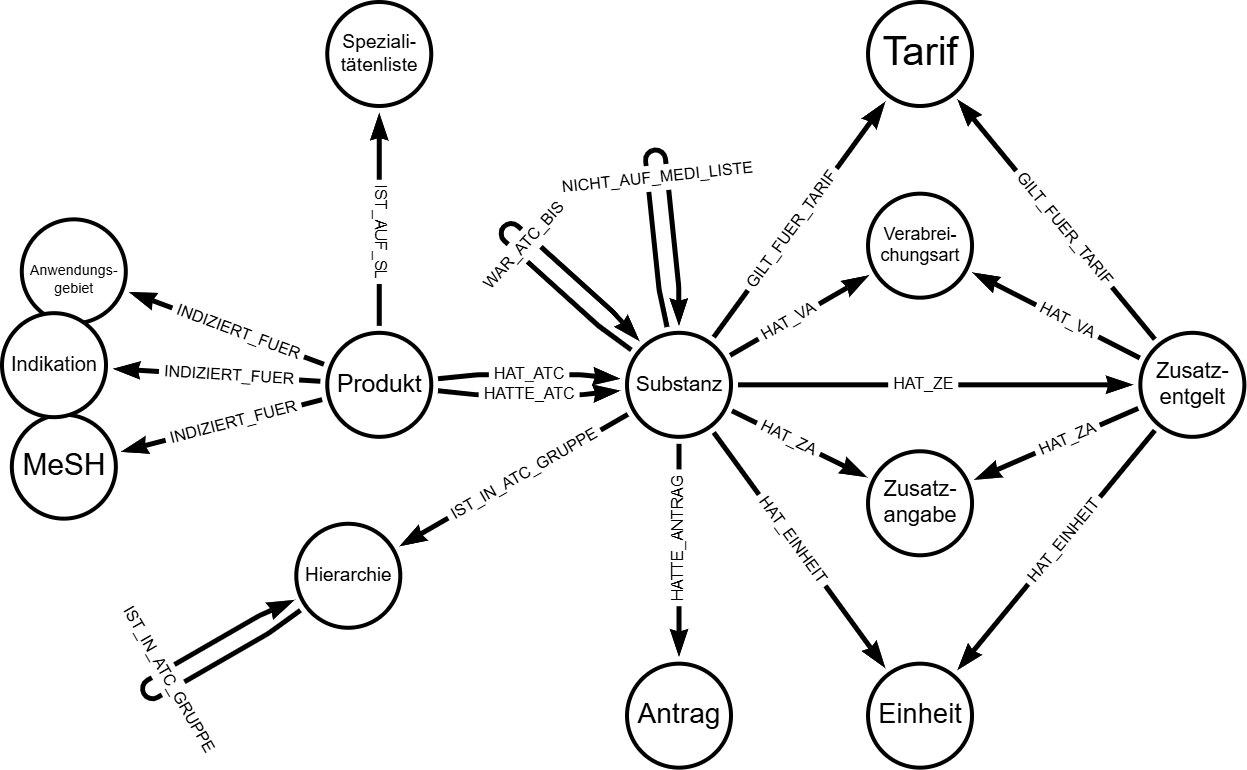 Speziali-
tätenliste
Tarif
IST_AUF_SL
NICHT_AUF_MEDI_LISTE
WAR_ATC_BIS
GILT_FUER_TARIF
GILT_FUER_TARIF
Verabrei-
chungsart
Anwendungs-
gebiet
INDIZIERT_FUER
HAT_VA
HAT_VA
Indikation
INDIZIERT_FUER
Produkt
HAT_ATC
HATTE_ATC
Substanz
HAT_ZE
Zusatz-
entgelt
INDIZIERT_FUER
MeSH
HAT_ZA
HAT_ZA
IST_IN_ATC_GRUPPE
Zusatz-
angabe
HATTE_ANTRAG
HAT_EINHEIT
HAT_EINHEIT
Hierarchie
IST_IN_ATC_GRUPPE
Antrag
Einheit